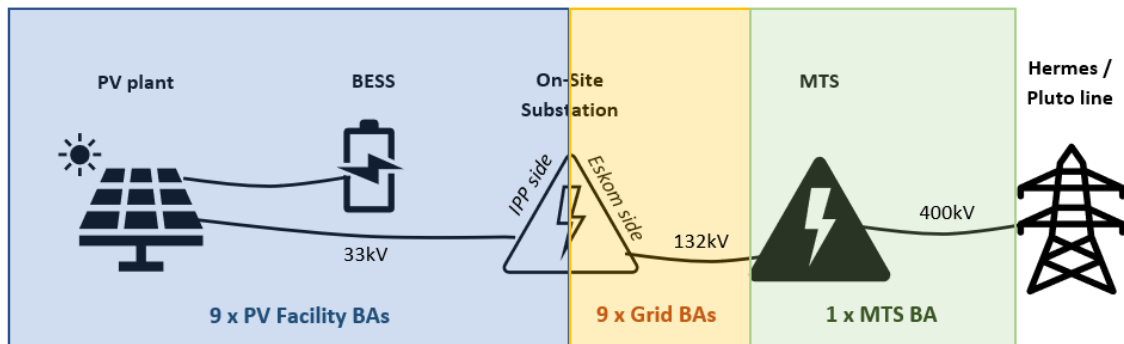 PV plant
BESS
On-Site
Substation
MTS
Hermes /
Pluto line
IPP side
Eskom side
33kV
132kV
400kV
9 x PV Facility BAs
9 x Grid BAs
1 x MTS BA